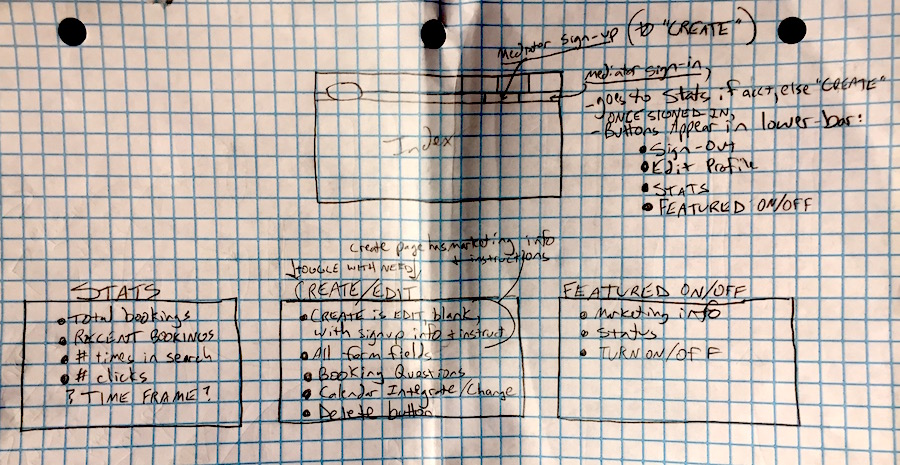 Mediator sign-up (to "CREATE")
mediator sign-in,
- goes to Stats if acct, else "CREATE"
ONCE SIGNED-IN,
- Buttons Appear in lower-bar:
• Sign-Out
• Edit Profile
• STATS
• FEATURED ON/OFF
Index
Create page has marketing info
+ instructions
TOGGLE WITH NEED
STATS
• Total bookings
• RECENT BOOKINGS
• # times in search
• # clicks
? TIME FRAME ?
CREATE/EDIT
• CREATE is EDIT blank,
with signup info + instruct
• All form fields
• Booking Questions
• Calendar Integrate/Change
• Delete button
FEATURED ON/OFF
• Marketing info
• Status
• TURN ON/OFF